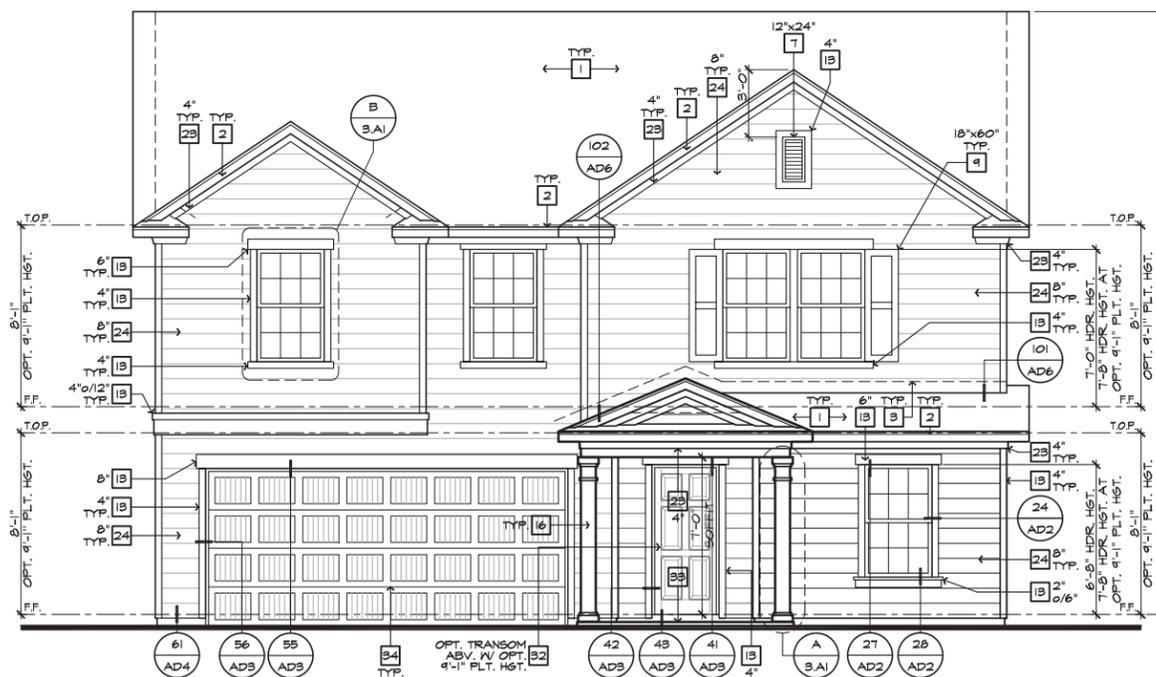 12"x24"
7
4"
13
TYP.
1
8"
TYP.
24
3'-0"
4"
TYP.
23
TYP.
2
B
3.A1
4"
TYP.
23
TYP.
2
18"x60"
TYP.
9
102
AD6
TYP.
2
T.O.P.
T.O.P.
8'-1"
OPT. 9'-1" PLT. HGT.
6"
TYP.
13
4"
TYP.
13
8"
TYP.
24
4"
TYP.
13
4"o/12"
TYP.
13
F.F.
T.O.P.
23
4"
TYP.
24
8"
TYP.
13
4"
TYP.
101
AD6
7'-0" HDR. HGT.
7'-8" HDR. HGT. AT
OPT. 9'-1" PLT. HGT.
8'-1"
OPT. 9'-1" PLT. HGT.
F.F.
T.O.P.
TYP.
1
6"
13
TYP.
3
TYP.
2
8"
13
4"
TYP.
13
8"
TYP.
24
8'-1"
OPT. 9'-1" PLT. HGT.
F.F.
TYP.
16
23
4"
7'-0"
SOFFIT
33
23
4"
TYP.
13
4"
TYP.
24
AD2
24
8"
TYP.
13
2"
o/6"
6'-8" HDR. HGT.
7'-8" HDR. HGT. AT
OPT. 9'-1" PLT. HGT.
8'-1"
OPT. 9'-1" PLT. HGT.
F.F.
61
AD4
56
AD3
55
AD3
34
TYP.
OPT. TRANSOM
ABV. W/ OPT.
9'-1" PLT. HGT.
32
42
AD3
43
AD3
41
AD3
13
4"
A
3.A1
27
AD2
28
AD2